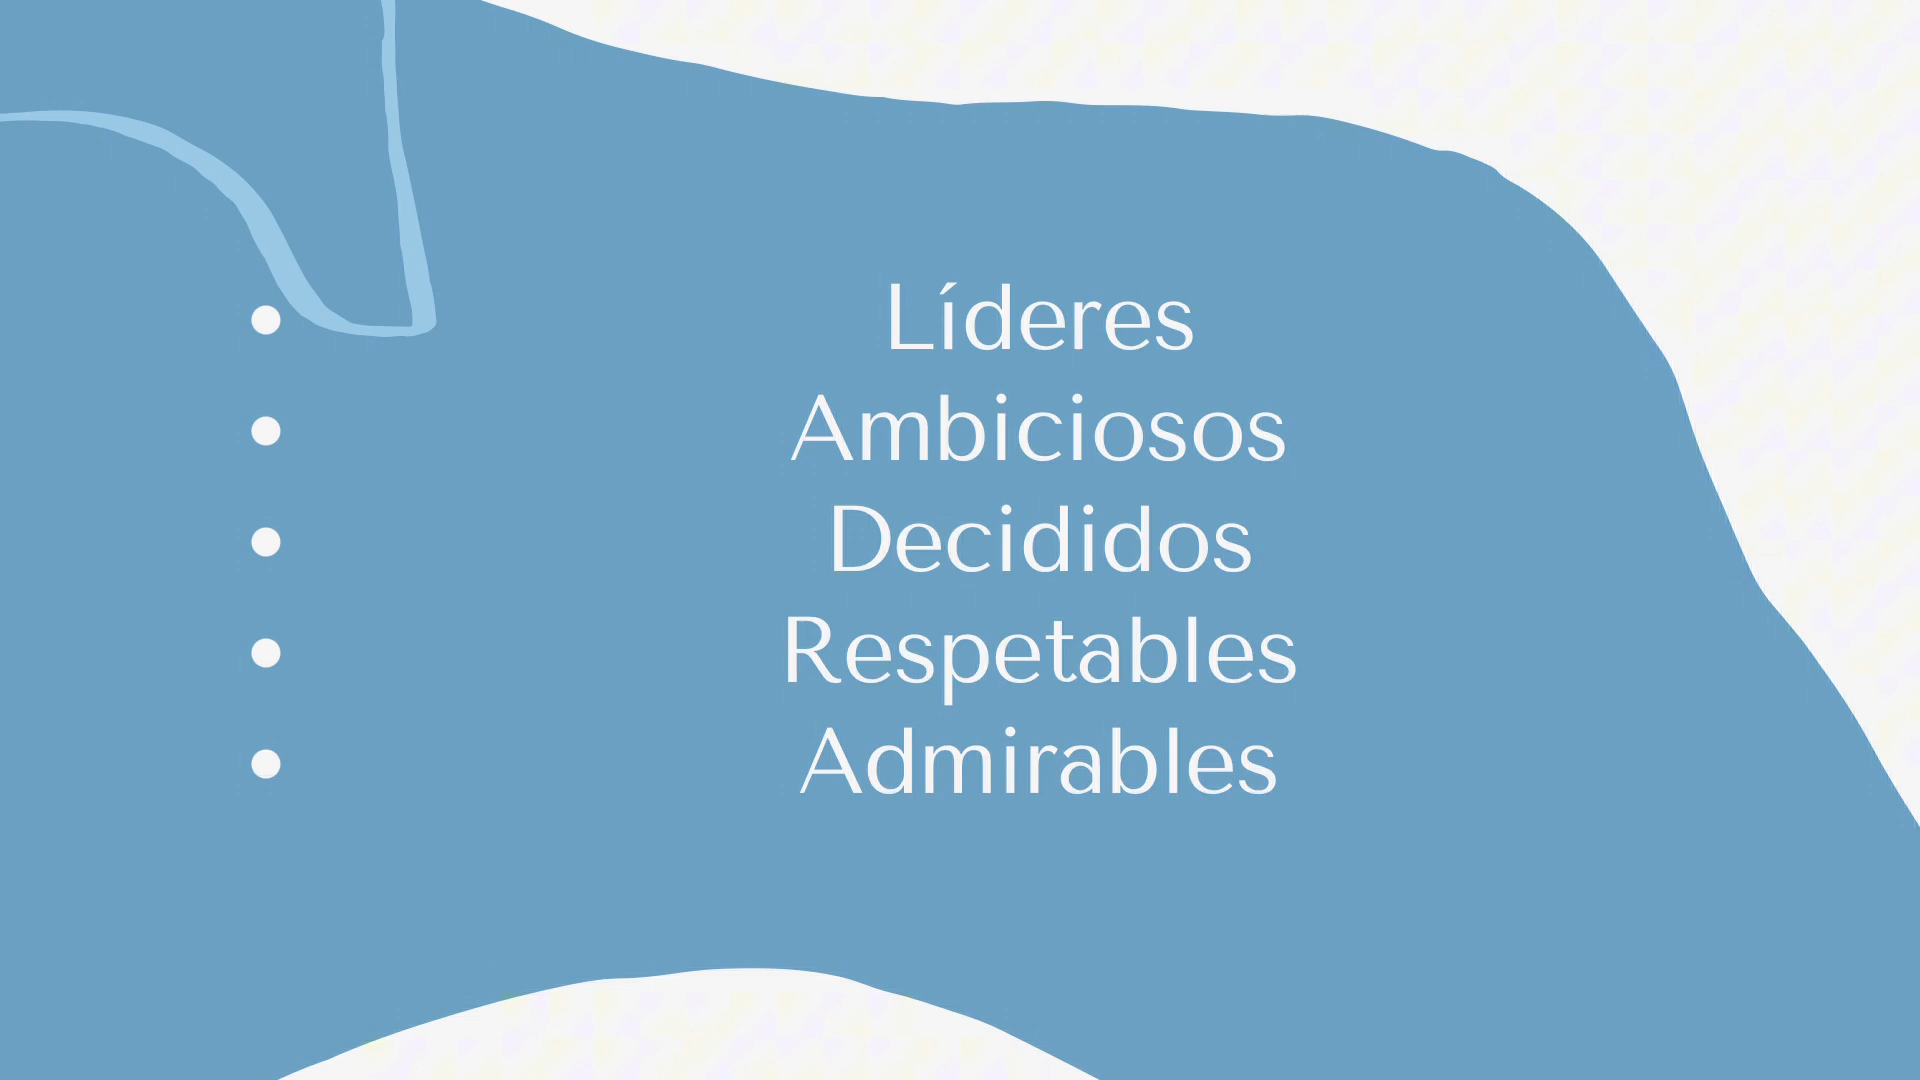 • Líderes
• Ambiciosos
• Decididos
• Respetables
• Admirables